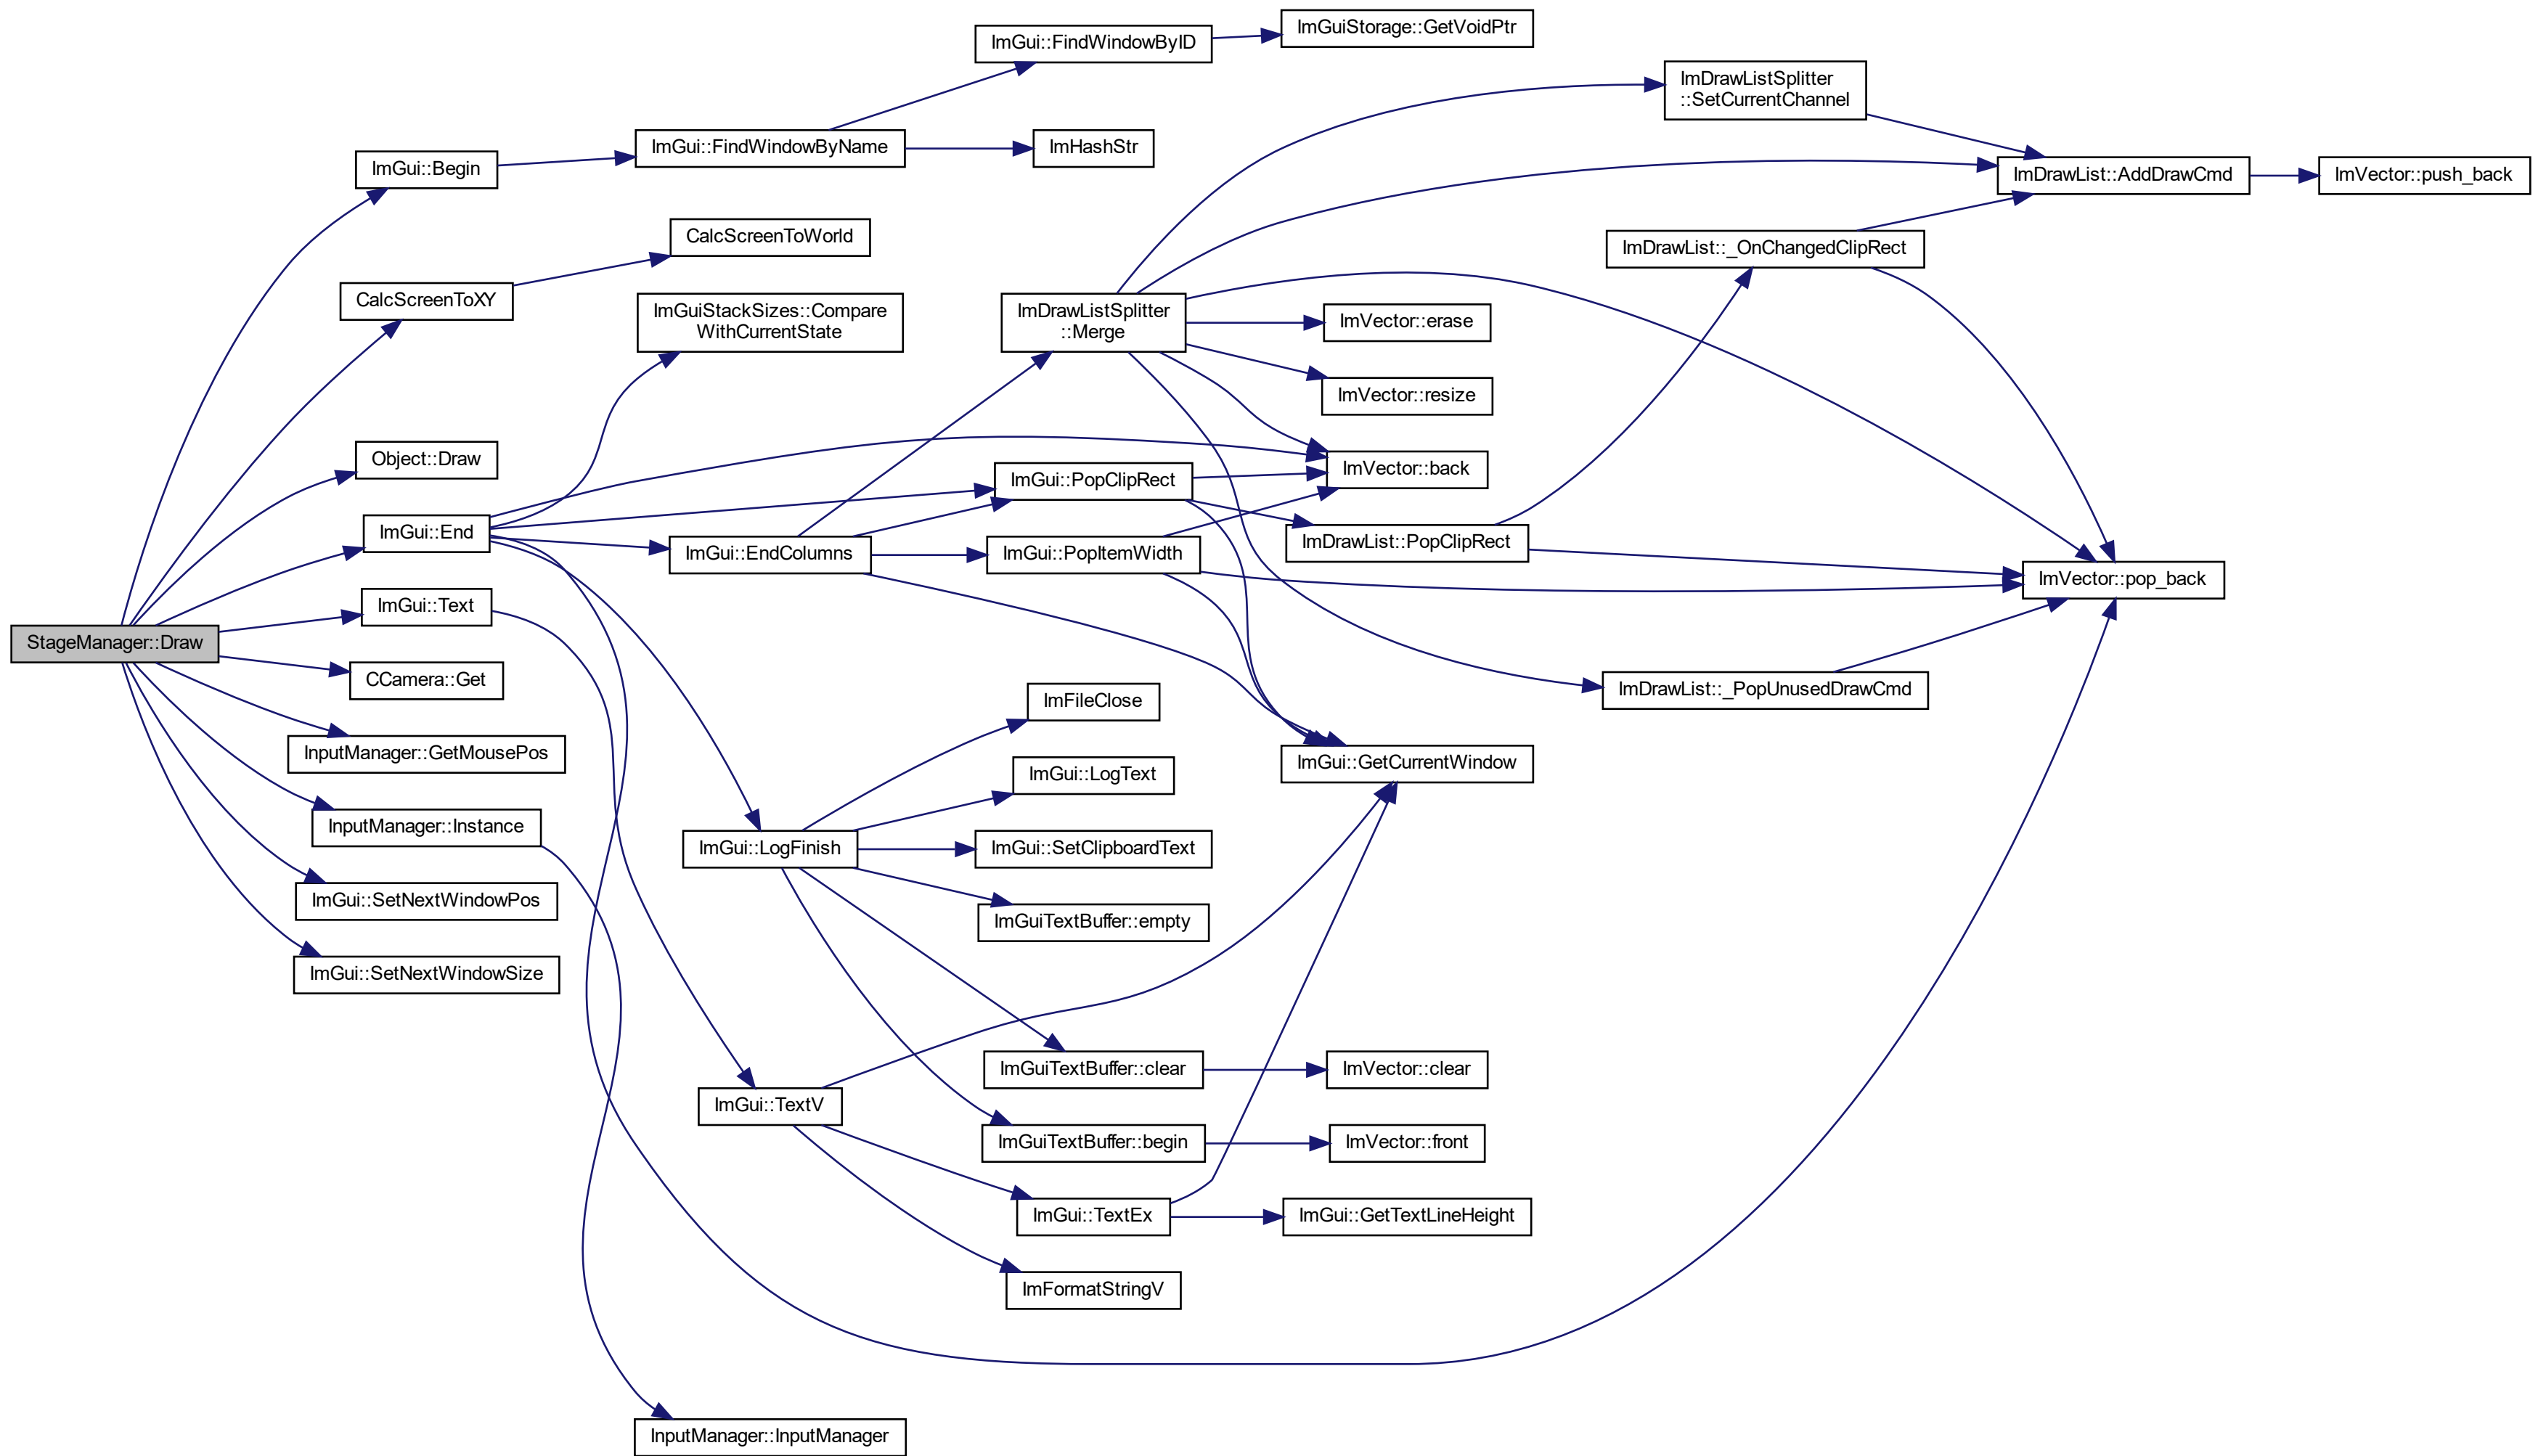 StageManager::Draw
ImGui::Begin
CalcScreenToXY
Object::Draw
ImGui::End
ImGui::Text
CCamera::Get
InputManager::GetMousePos
InputManager::Instance
ImGui::SetNextWindowPos
ImGui::SetNextWindowSize
ImGui::FindWindowByName
CalcScreenToWorld
ImGuiStackSizes::Compare
WithCurrentState
ImGui::EndColumns
ImGui::LogFinish
ImGui::TextV
InputManager::InputManager
ImGui::FindWindowByID
ImHashStr
ImDrawListSplitter
::Merge
ImGui::PopClipRect
ImGui::PopItemWidth
ImFileClose
ImGui::LogText
ImGui::SetClipboardText
ImGuiTextBuffer::empty
ImGuiTextBuffer::clear
ImGuiTextBuffer::begin
ImGui::TextEx
ImFormatStringV
ImGuiStorage::GetVoidPtr
ImVector::erase
ImVector::resize
ImVector::back
ImDrawList::PopClipRect
ImGui::GetCurrentWindow
ImVector::clear
ImVector::front
ImGui::GetTextLineHeight
ImDrawListSplitter
::SetCurrentChannel
ImDrawList::_OnChangedClipRect
ImDrawList::_PopUnusedDrawCmd
ImDrawList::AddDrawCmd
ImVector::pop_back
ImVector::push_back